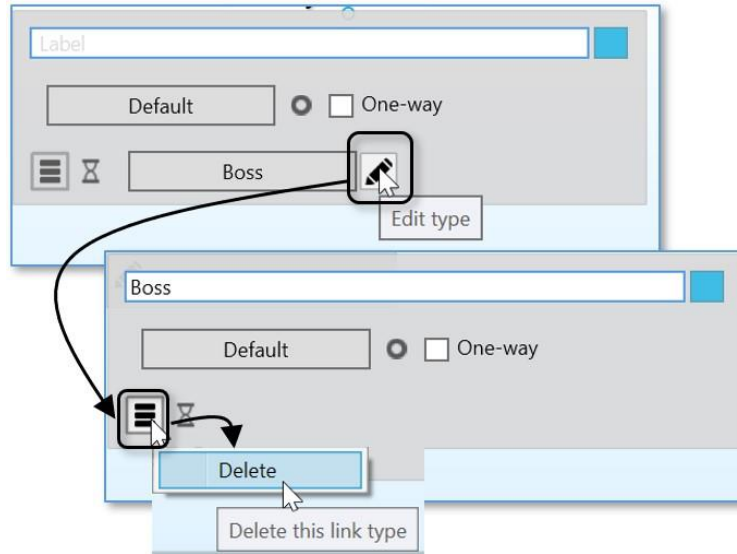 Label
Default
One-way
Boss
Edit type
Boss
Default
One-way
Delete
Delete this link type